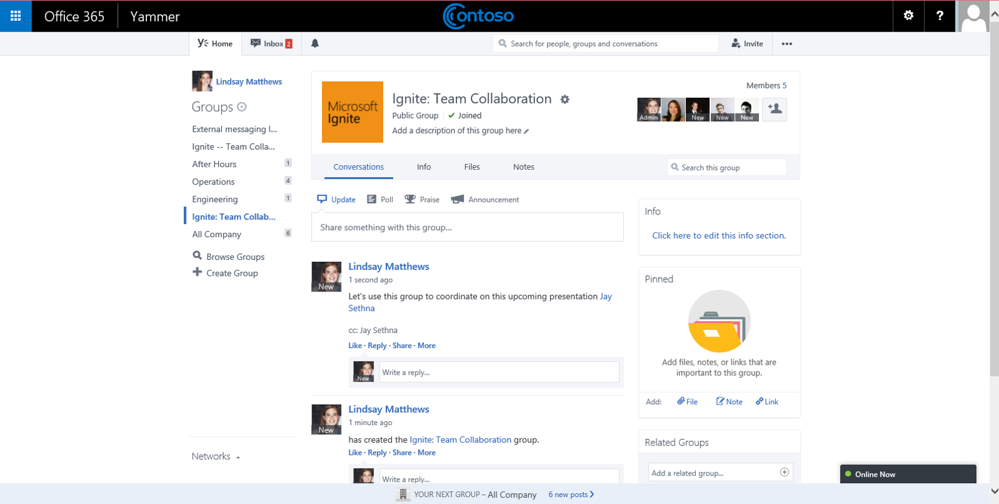 Office 365
Yammer
Contoso
?
Home
Inbox 2
Search for people, groups and conversations
Invite
Lindsay Matthews
Groups
External messaging I...
Ignite -- Team Colla...
After Hours 1
Operations 4
Engineering 1
Ignite: Team Collab...
All Company 6
Browse Groups
Create Group
Networks
Microsoft
Ignite
Ignite: Team Collaboration
Public Group
Joined
Add a description of this group here
Members 5
Admin
New
New
New
Conversations
Info
Files
Notes
Search this group
Update
Poll
Praise
Announcement
Share something with this group...
Lindsay Matthews
New
1 second ago
Let's use this group to coordinate on this upcoming presentation Jay
Sethna
cc: Jay Sethna
Like · Reply · Share · More
New
Write a reply...
Lindsay Matthews
New
1 minute ago
has created the Ignite: Team Collaboration group.
Like · Reply · Share · More
Write a reply...
Info
Click here to edit this info section.
Pinned
Add files, notes, or links that are
important to this group.
Add:
File
Note
Link
Related Groups
Add a related group...
Online Now
YOUR NEXT GROUP – All Company
6 new posts